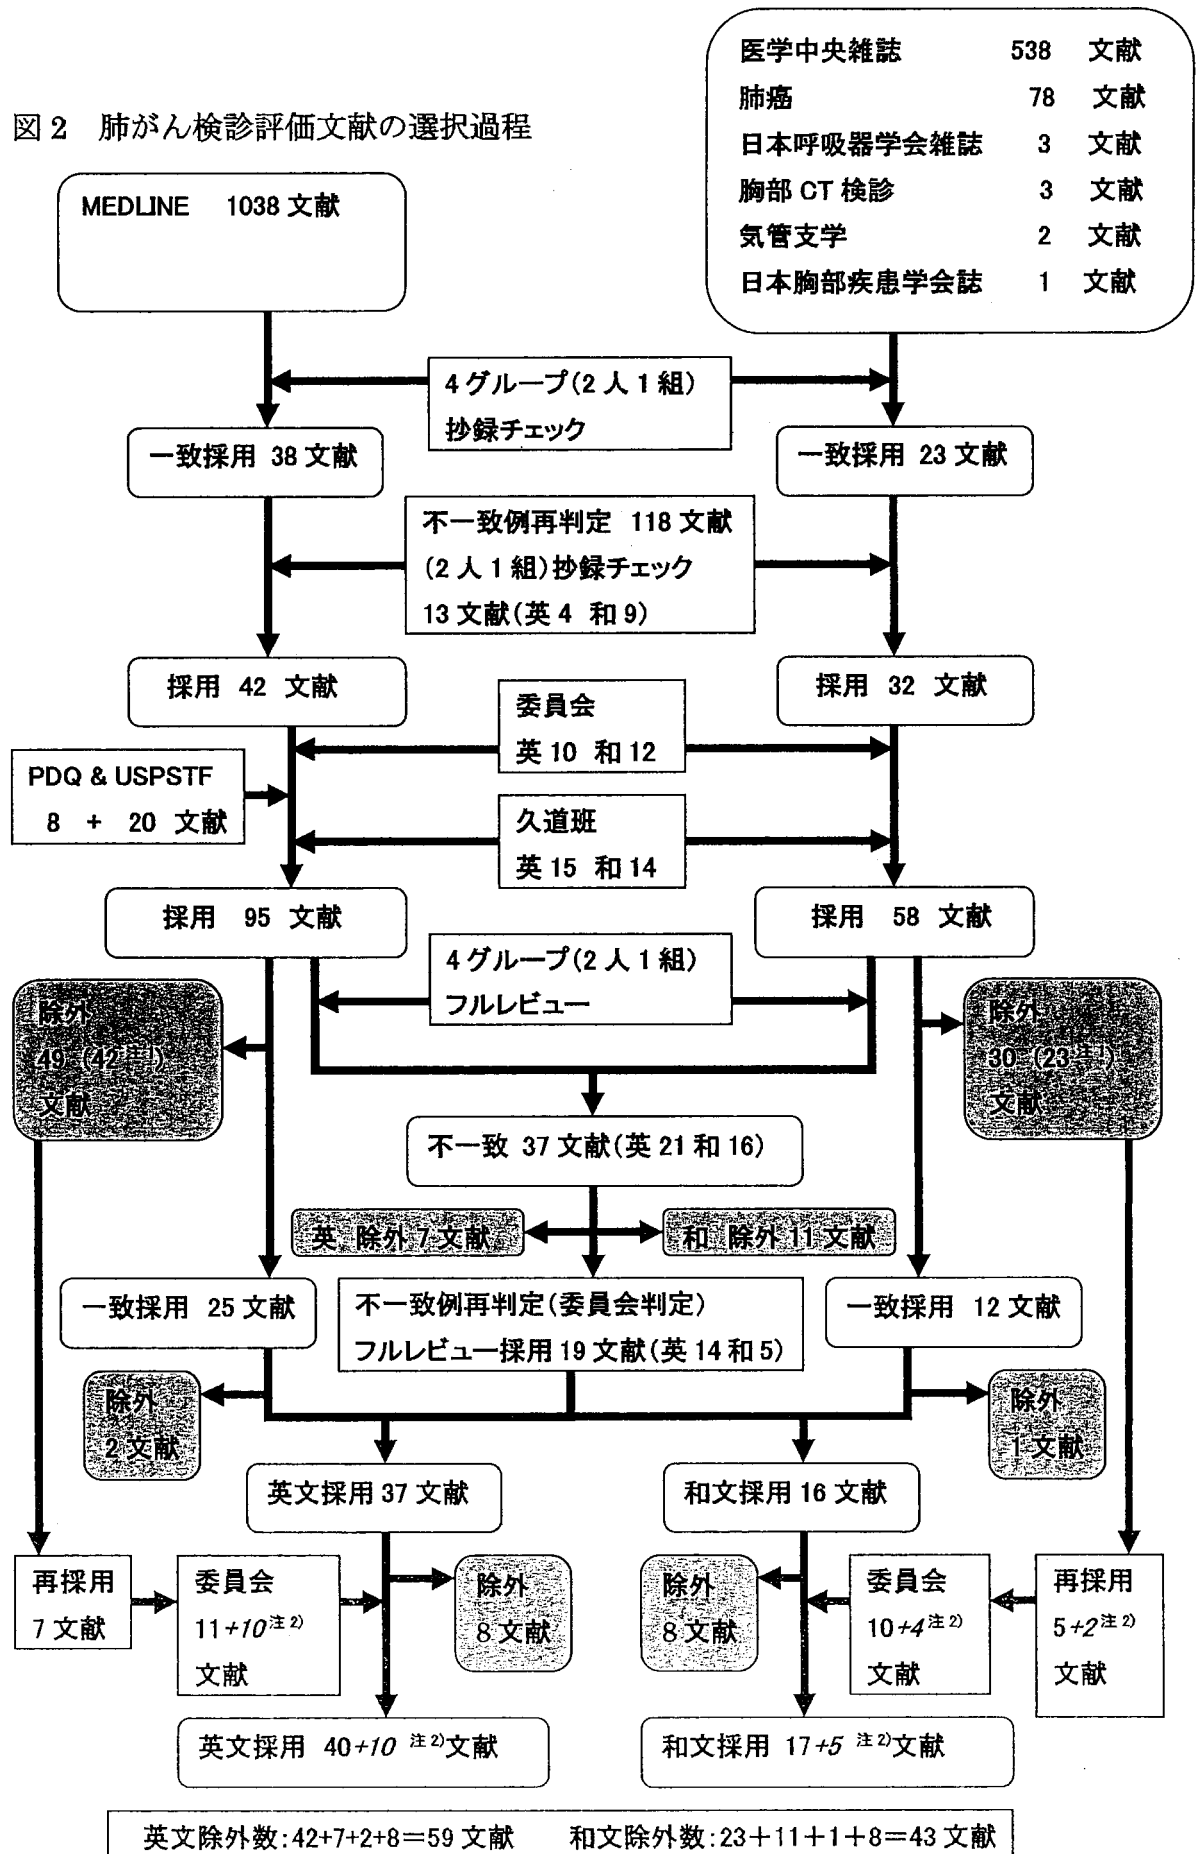 図2 肺がん検診評価文献の選択過程
医学中央雑誌 538 文献
肺癌 78 文献
日本呼吸器学会雑誌 3 文献
胸部 CT 検診 3 文献
気管支学 2 文献
日本胸部疾患学会誌 1 文献
MEDLINE 1038 文献
4グループ(2人1組)
抄録チェック
一致採用 38 文献
一致採用 23 文献
不一致例再判定 118 文献
(2人1組)抄録チェック
13 文献(英 4 和 9)
採用 42 文献
採用 32 文献
委員会
英 10 和 12
PDQ & USPSTF
8 + 20 文献
久道班
英 15 和 14
採用 95 文献
採用 58 文献
4グループ(2人1組)
フルレビュー
除外
49 (42注1)
文献
除外
30 (23注1)
文献
不一致 37 文献(英 21 和 16)
英 除外 7 文献
和 除外 11 文献
一致採用 25 文献
不一致例再判定(委員会判定)
フルレビュー採用 19 文献(英 14 和 5)
一致採用 12 文献
除外
2 文献
除外
1 文献
英文採用 37 文献
和文採用 16 文献
再採用
7 文献
委員会
11+10注2)
文献
除外
8 文献
除外
8 文献
委員会
10+4注2)
文献
再採用
5+2注2)
文献
英文採用 40+10 注2)文献
和文採用 17+5 注2)文献
英文除外数:42+7+2+8=59 文献 和文除外数:23+11+1+8=43 文献